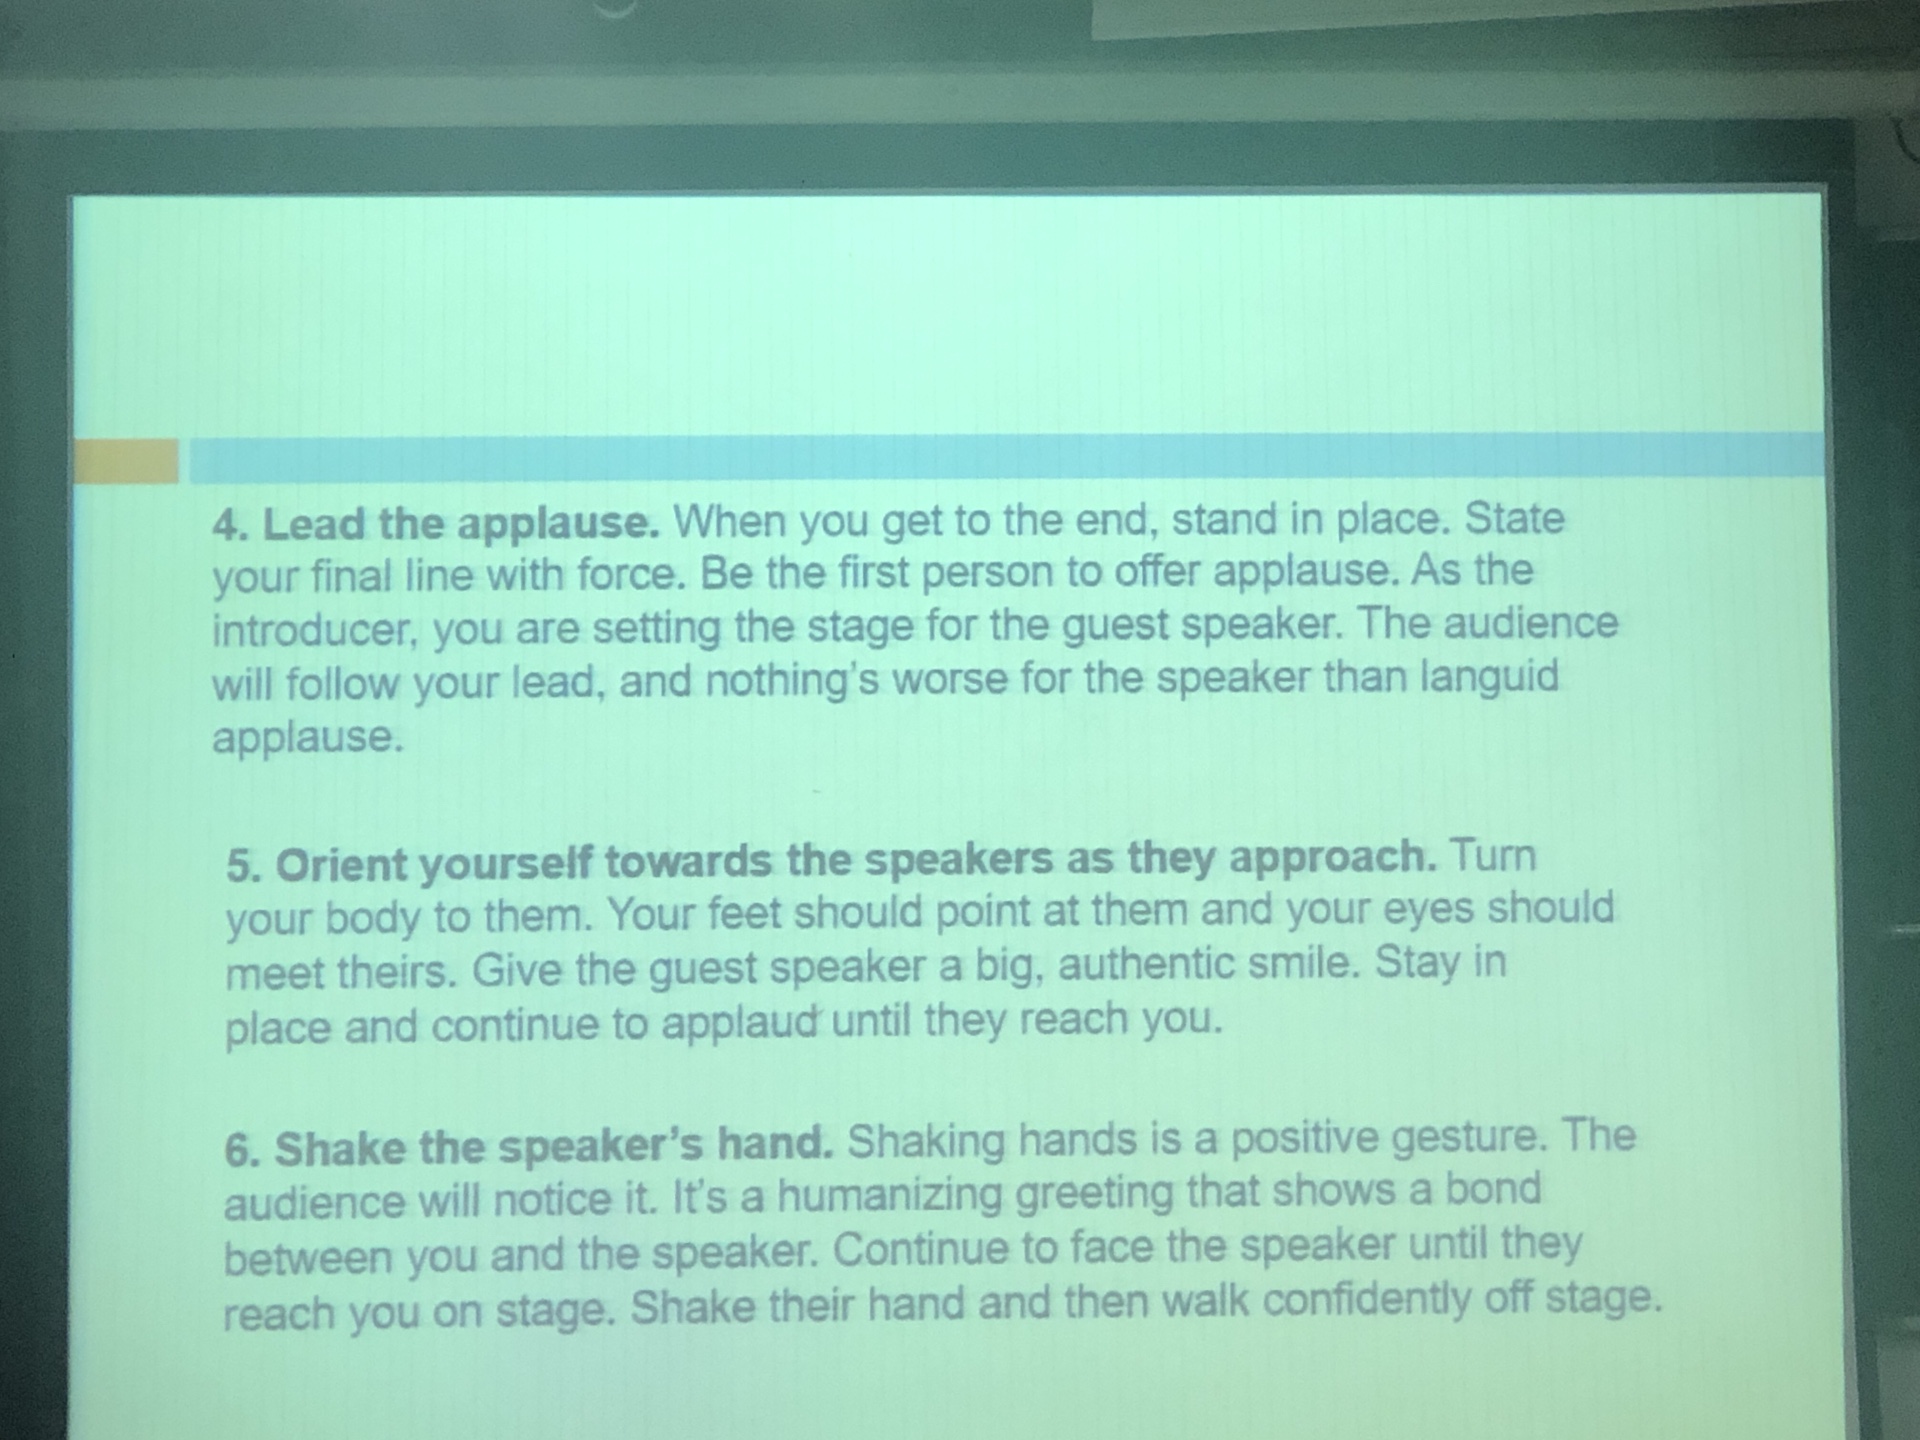 4. Lead the applause. When you get to the end, stand in place. State
your final line with force. Be the first person to offer applause. As the
introducer, you are setting the stage for the guest speaker. The audience
will follow your lead, and nothing's worse for the speaker than languid
applause.
5. Orient yourself towards the speakers as they approach. Turn
your body to them. Your feet should point at them and your eyes should
meet theirs. Give the guest speaker a big, authentic smile. Stay in
place and continue to applaud until they reach you.
6. Shake the speaker's hand. Shaking hands is a positive gesture. The
audience will notice it. It's a humanizing greeting that shows a bond
between you and the speaker. Continue to face the speaker until they
reach you on stage. Shake their hand and then walk confidently off stage.